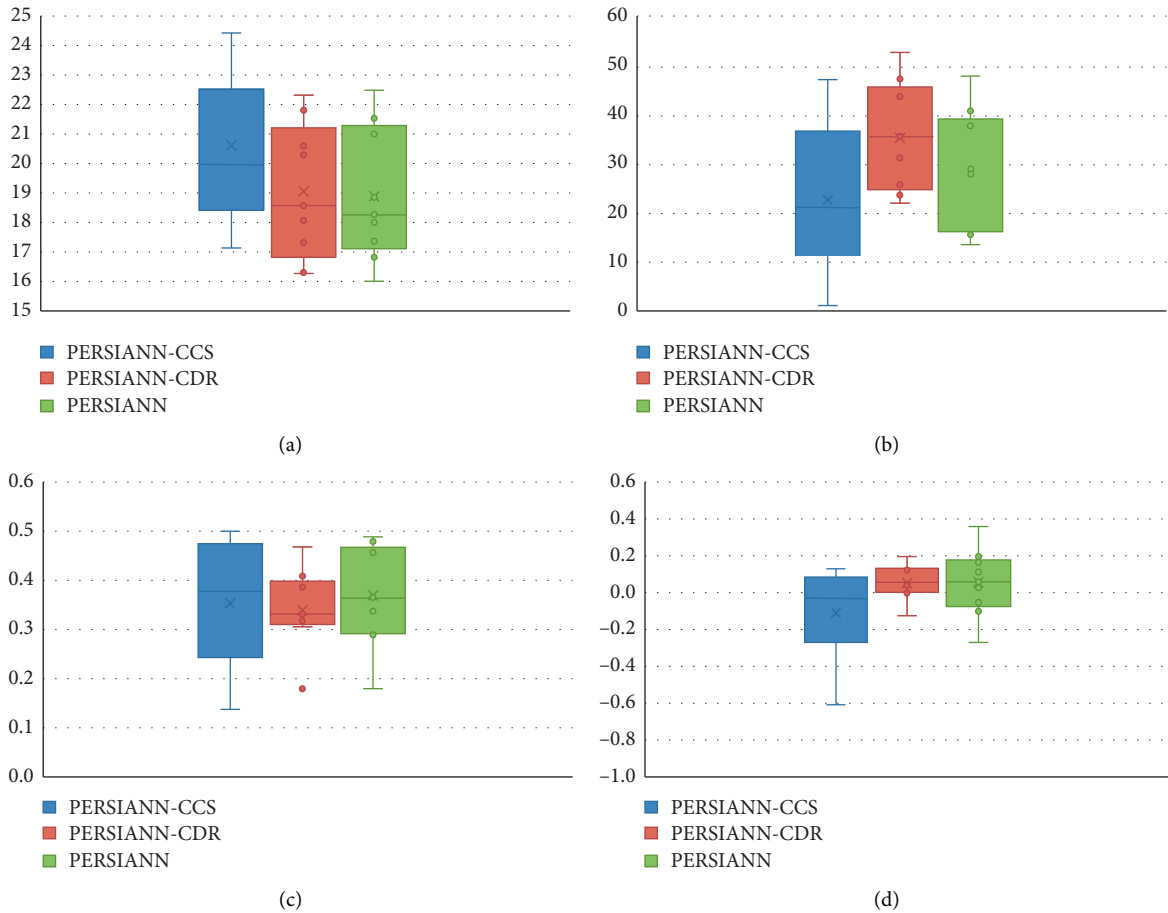 25
24
23
22
21
20
19
18
17
16
15
PERSIANN-CCS
PERSIANN-CDR
PERSIANN
(a)
60
50
40
30
20
10
0
PERSIANN-CCS
PERSIANN-CDR
PERSIANN
(b)
0.6
0.5
0.4
0.3
0.2
0.1
0.0
PERSIANN-CCS
PERSIANN-CDR
PERSIANN
(c)
0.6
0.4
0.2
0.0
–0.2
–0.4
–0.6
–0.8
–1.0
PERSIANN-CCS
PERSIANN-CDR
PERSIANN
(d)